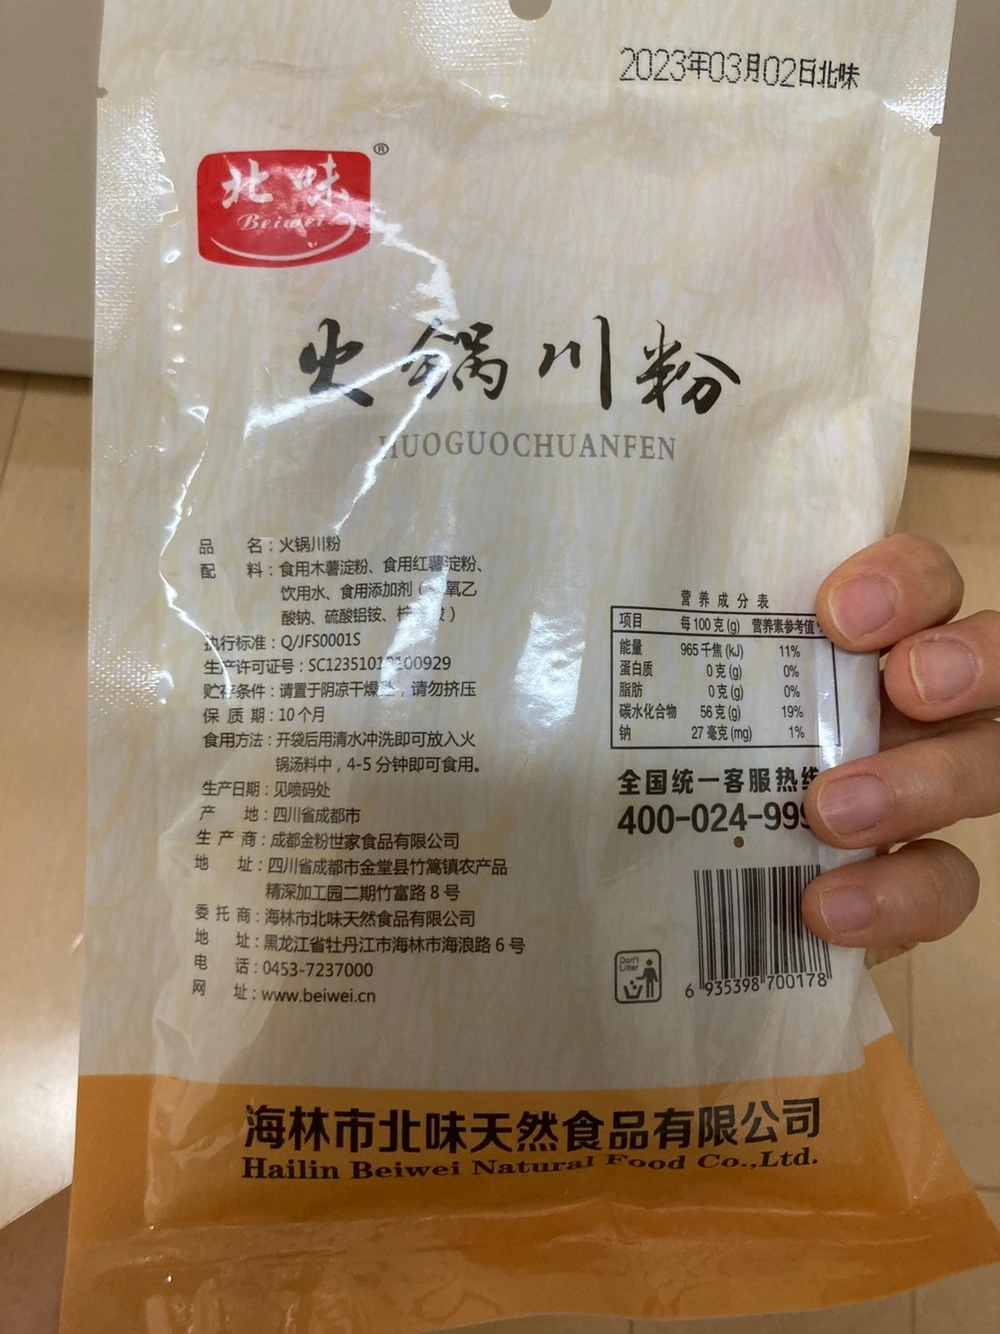 2023年03月02日北味
北味
®
Beiwei
火锅川粉
HUOGUOCHUANFEN
品 名：火锅川粉
配 料：食用木薯淀粉、食用红薯淀粉、
饮用水、食用添加剂（氧乙
酸钠、硫酸铝铵、
执行标准：Q/JFS0001S
生产许可证号：
贮存条件：请置于阴凉干燥，请勿挤压
保 质 期：10个月
食用方法：开袋后用清水冲洗即可放入火
锅汤料中，4-5分钟即可食用。
生产日期：见喷码处
产 地：四川省成都市
生 产 商：成都金粉世家食品有限公司
地 址：四川省成都市金堂县竹篙镇农产品
精深加工园二期竹富路8号
委 托 商：海林市北味天然食品有限公司
地 址：黑龙江省牡丹江市海林市海浪路6号
电 话：0453-7237000
网 址：www.beiwei.cn
营养成分表
项目 每100克(g) 营养素参考值
能量 965千焦(kJ) 11%
蛋白质 0克(g) 0%
脂肪 0克(g) 0%
碳水化合物 56克(g) 19%
钠 27毫克(mg) 1%
全国统一客服热线
400-024-999
Don't
Litter
6 935398 700178
海林市北味天然食品有限公司
Hailin Beiwei Natural Food Co.,Ltd.